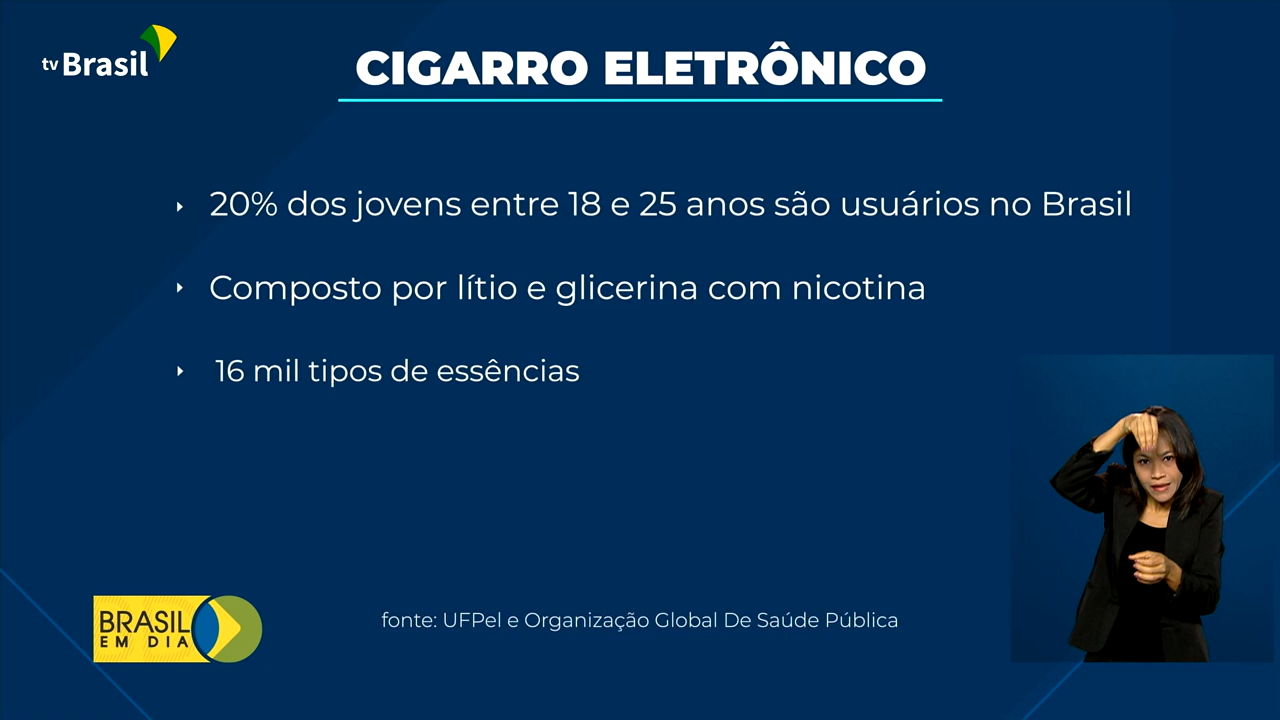 tv Brasil
CIGARRO ELETRÔNICO
20% dos jovens entre 18 e 25 anos são usuários no Brasil
Composto por lítio e glicerina com nicotina
16 mil tipos de essências
BRASIL
EM DIA
fonte: UFPel e Organização Global De Saúde Pública